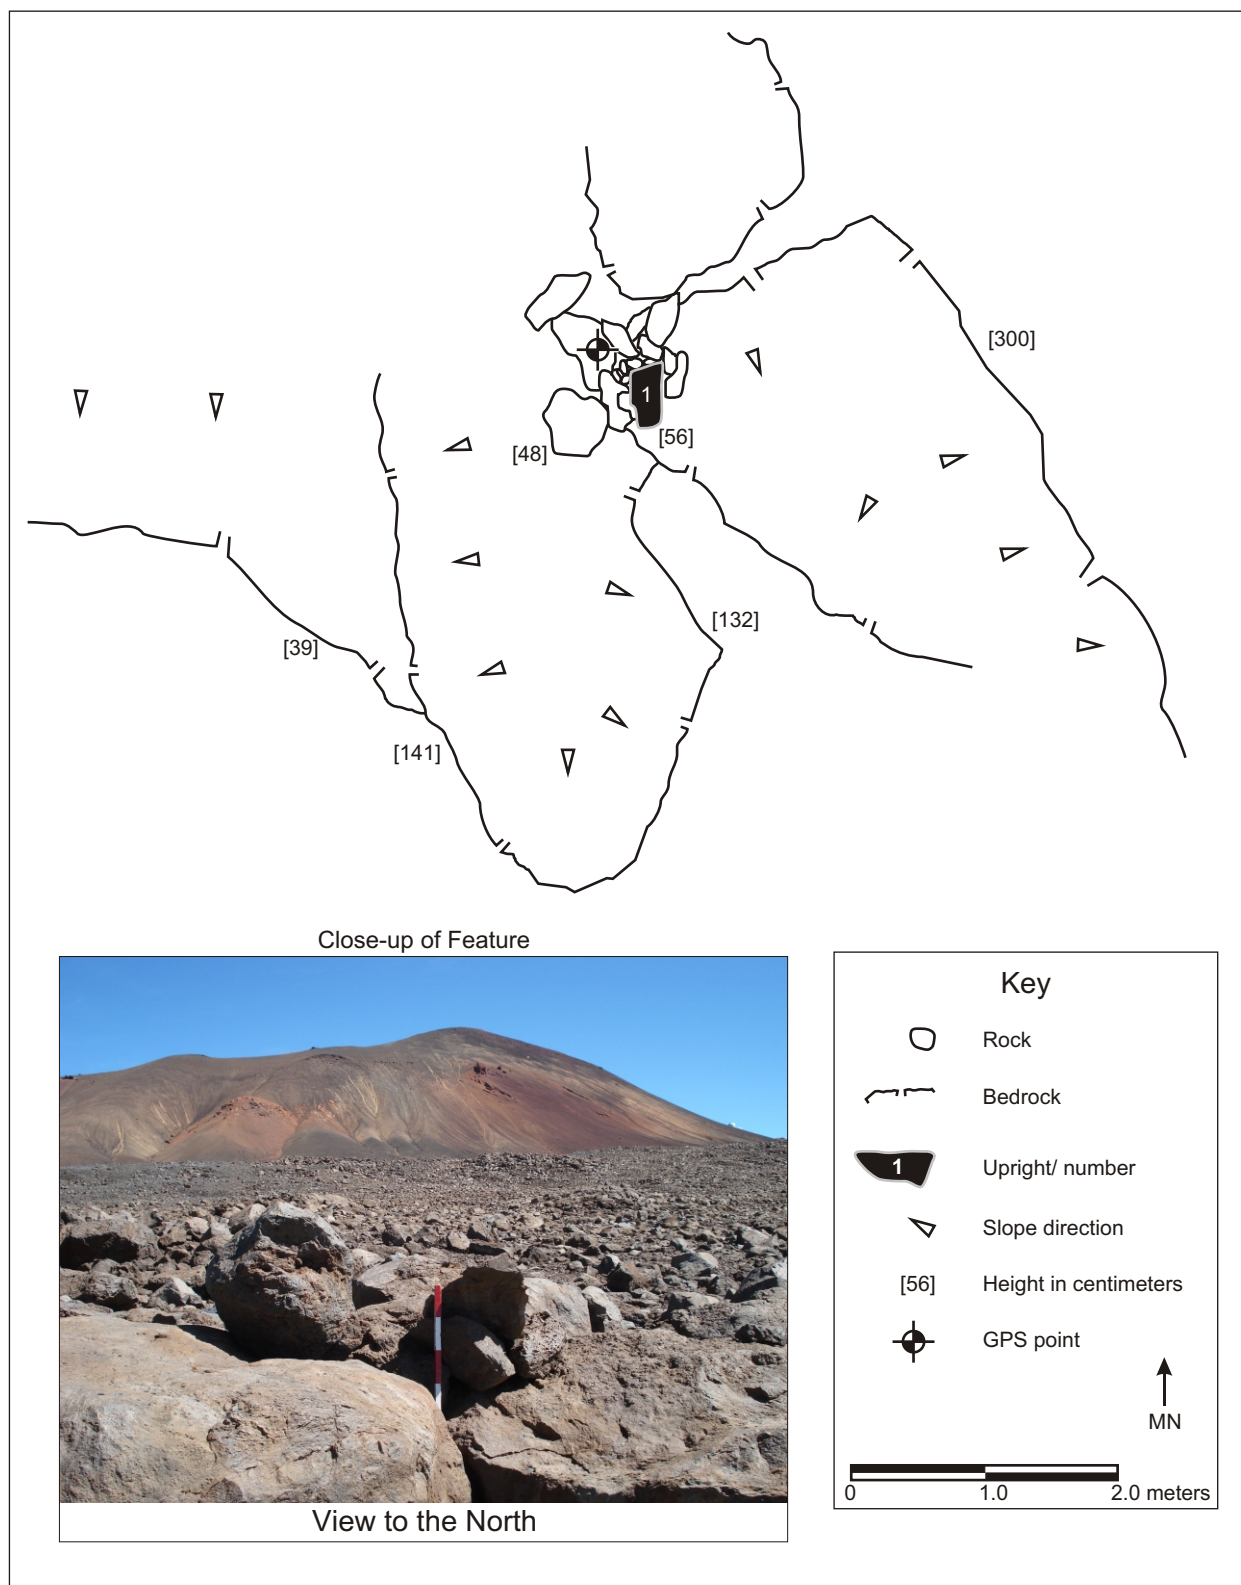 [300]
1
[56]
[48]
[132]
[39]
[141]
Close-up of Feature
View to the North
Key
Rock
Bedrock
1
Upright/ number
Slope direction
[56]
Height in centimeters
GPS point
MN
0
1.0
2.0 meters